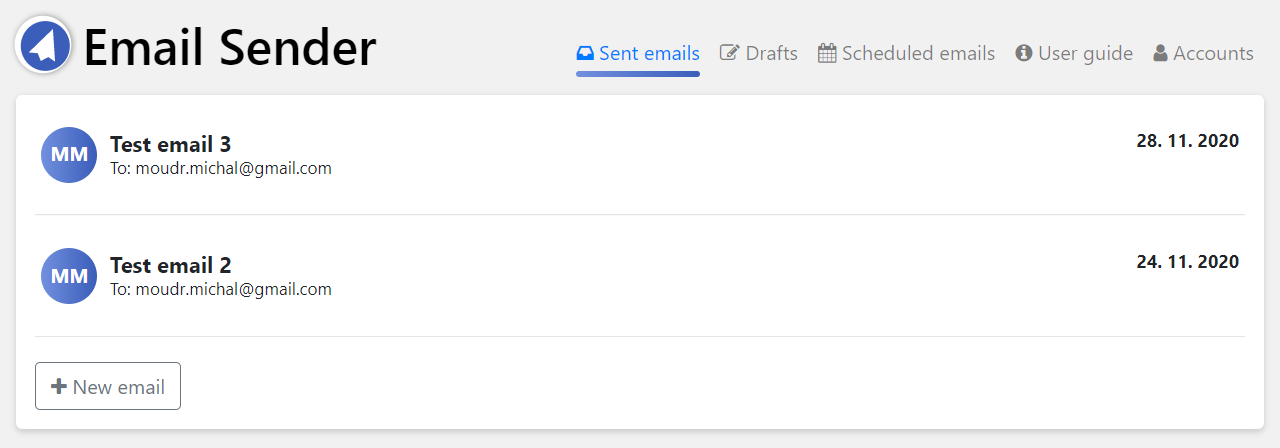 Email Sender
Sent emails Drafts Scheduled emails User guide Accounts
MM Test email 3 28. 11. 2020
To: moudr.michal@gmail.com
MM Test email 2 24. 11. 2020
To: moudr.michal@gmail.com
New email